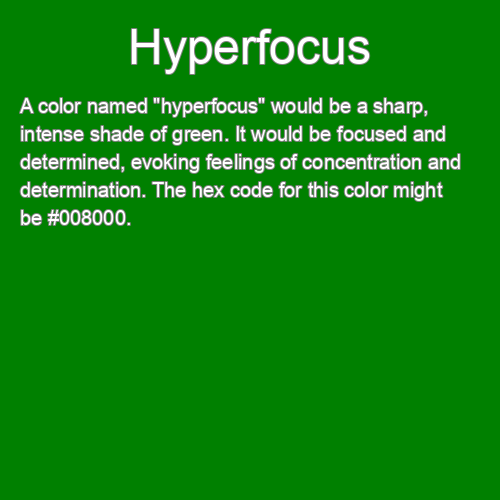 Hyperfocus
A color named "hyperfocus" would be a sharp,
intense shade of green. It would be focused and
determined, evoking feelings of concentration and
determination. The hex code for this color might
be #008000.